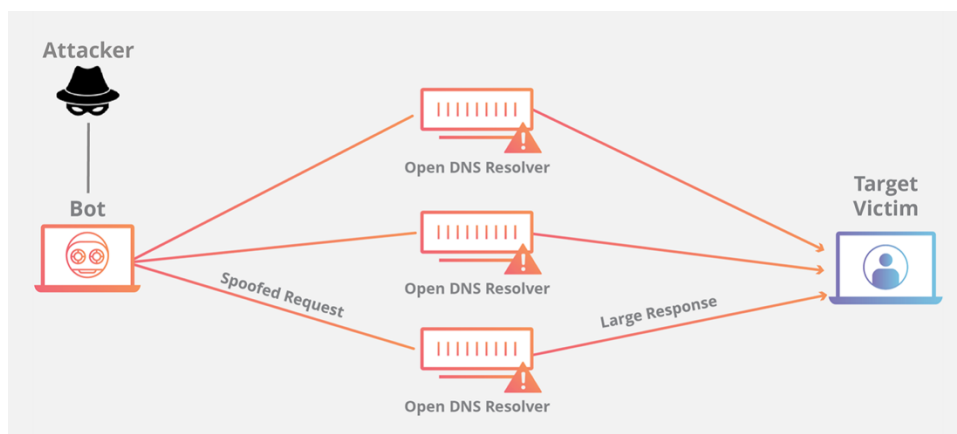 Attacker
Bot
Open DNS Resolver
Open DNS Resolver
Spoofed Request
Large Response
Open DNS Resolver
Target
Victim